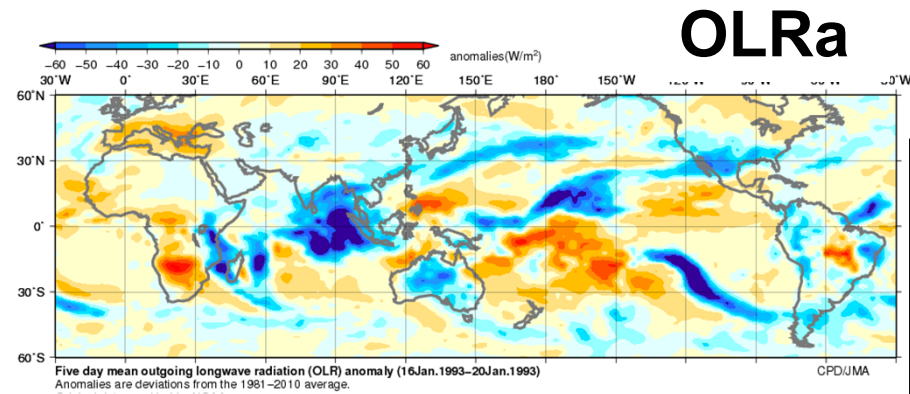 OLRa
−60 −50 −40 −30 −20 −10 0 10 20 30 40 50 60
anomalies(W/m²)
30˚W 0˚ 30˚E 60˚E 90˚E 120˚E 150˚E 180˚ 150˚W
60˚N
30˚N
0˚
30˚S
60˚S
Five day mean outgoing longwave radiation (OLR) anomaly (16Jan.1993−20Jan.1993)
CPD/JMA
Anomalies are deviations from the 1981−2010 average.